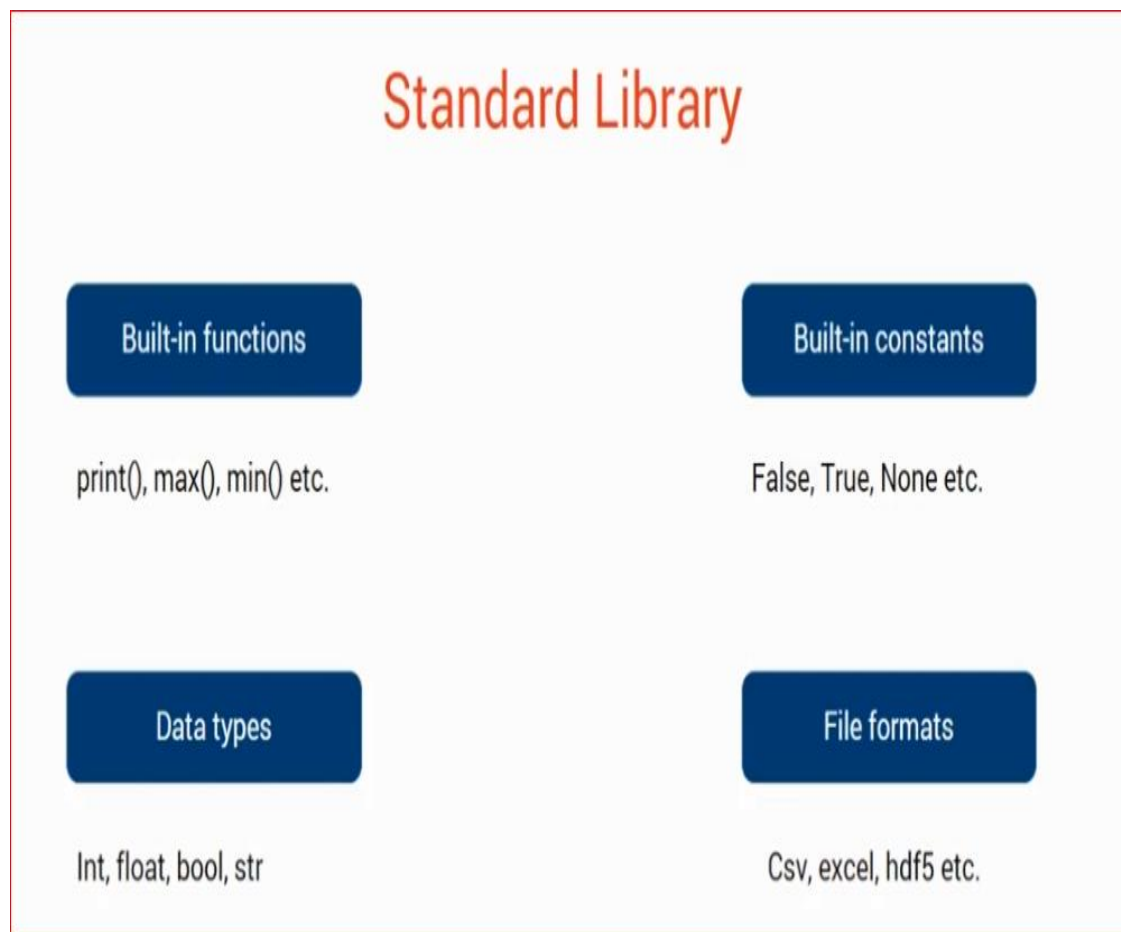 Standard Library
Built-in functions
Built-in constants
print(), max(), min() etc.
False, True, None etc.
Data types
File formats
Int, float, bool, str
Csv, excel, hdf5 etc.